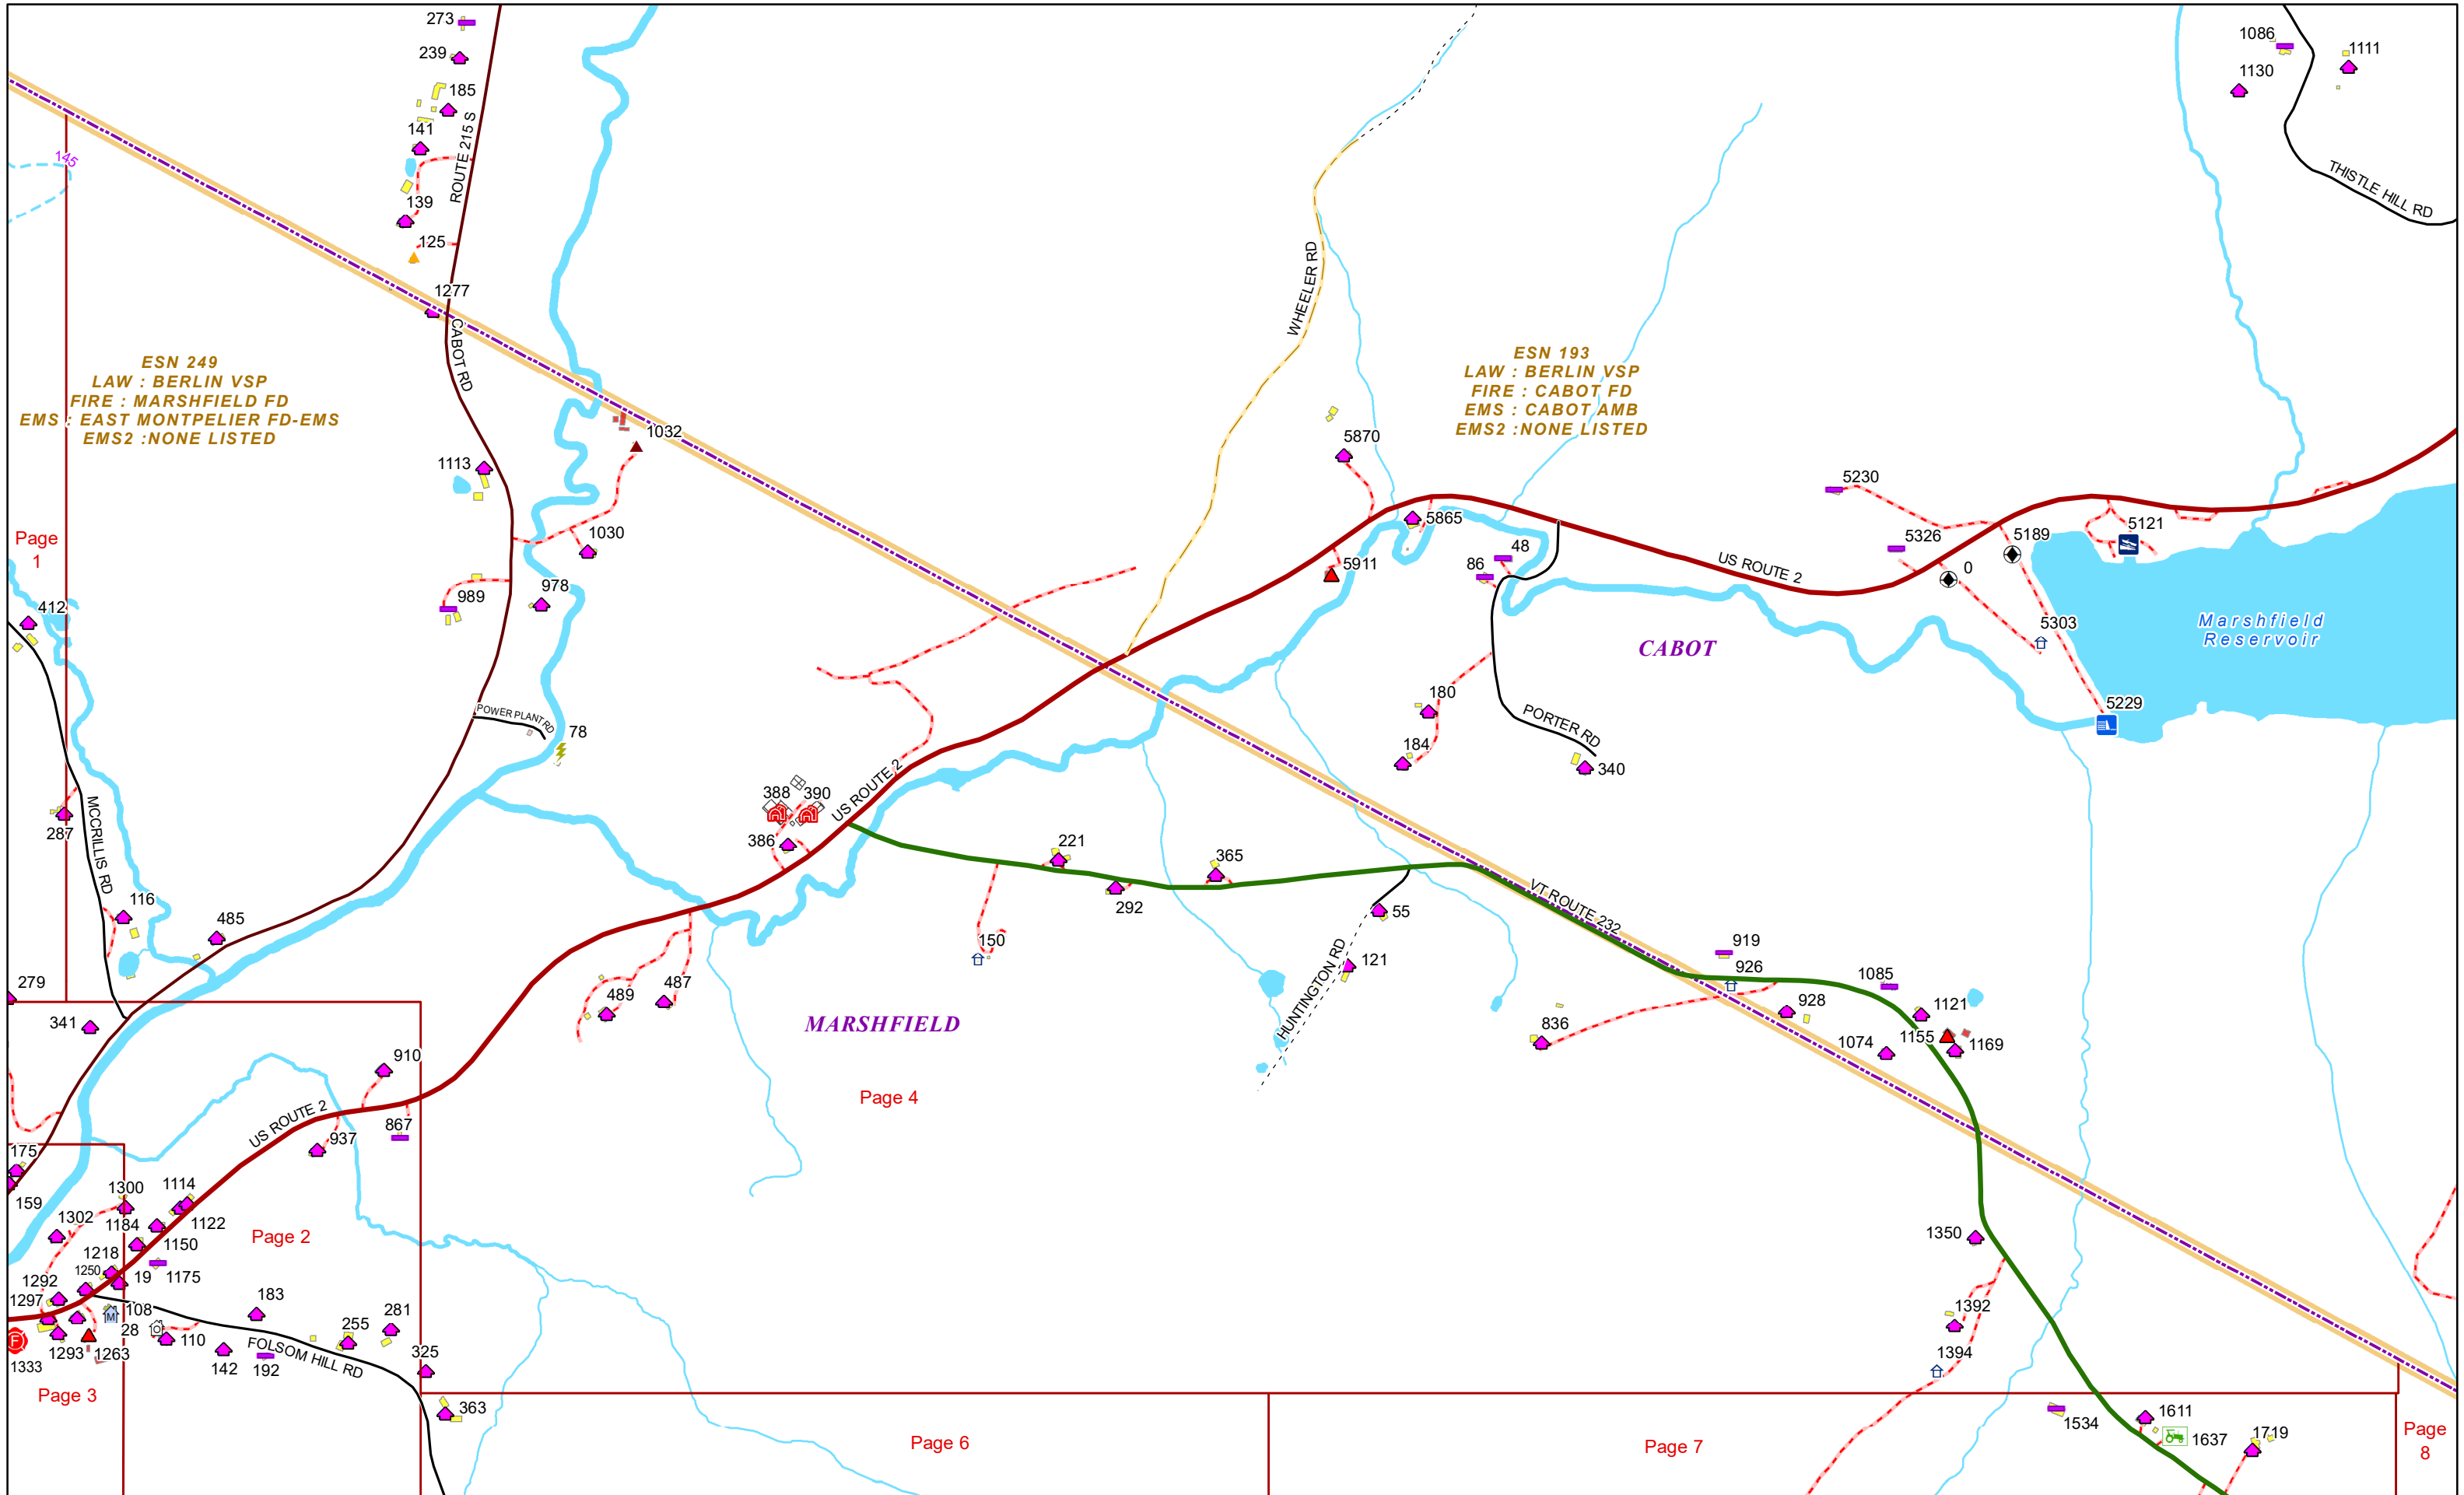 273
239
185
141
ROUTE 215 S
139
125
145
1277
CABOT RD
1086
1111
1130
THISTLE HILL RD
WHEELER RD
ESN 249
LAW : BERLIN VSP
FIRE : MARSHFIELD FD
EMS : EAST MONTPELIER FD-EMS
EMS2 :NONE LISTED
ESN 193
LAW : BERLIN VSP
FIRE : CABOT FD
EMS : CABOT AMB
EMS2 :NONE LISTED
1032
1113
5870
5865
5230
5121
5189
5326
0
Page
1
1030
48
86
5911
US ROUTE 2
989
978
412
5303
Marshfield
Reservoir
CABOT
180
5229
POWER PLANT RD
78
PORTER RD
184
340
388
390
US ROUTE 2
386
287
MCCRILLIS RD
221
365
292
VT ROUTE 232
116
485
55
150
121
HUNTINGTON RD
919
926
1085
279
489
487
928
1121
341
MARSHFIELD
836
1074
1155
1169
910
Page 4
US ROUTE 2
937
867
175
159
1300
1114
1302
1184
1122
Page 2
1350
1218
1150
1250
19
1175
1292
1297
108
28
183
281
255
110
FOLSOM HILL RD
1392
1333
1293
1263
142
192
325
1394
Page 3
363
Page 6
Page 7
1534
1611
1637
1719
Page
8
F
M
O